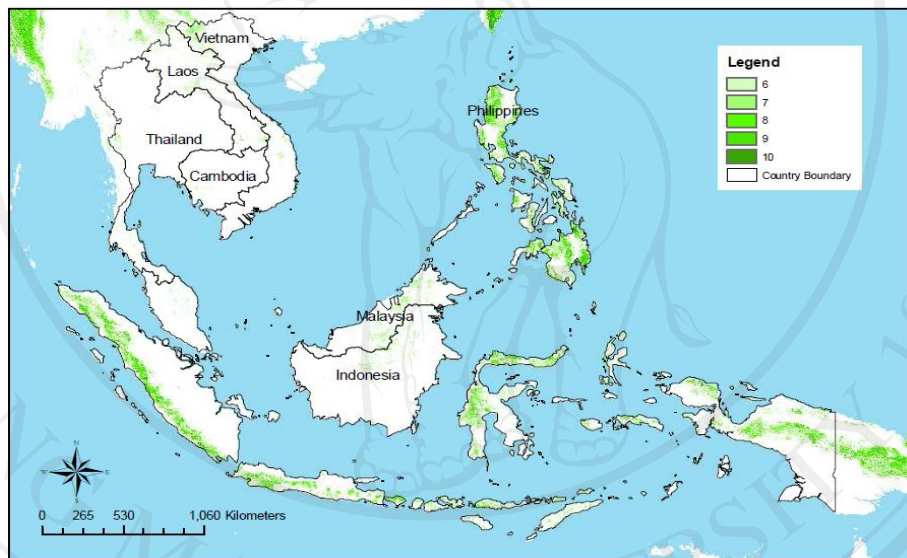 Vietnam
Laos
Thailand
Cambodia
Philippines
Malaysia
Indonesia
Legend
6
7
8
9
10
Country Boundary
N
W E
S
0 265 530 1,060 Kilometers